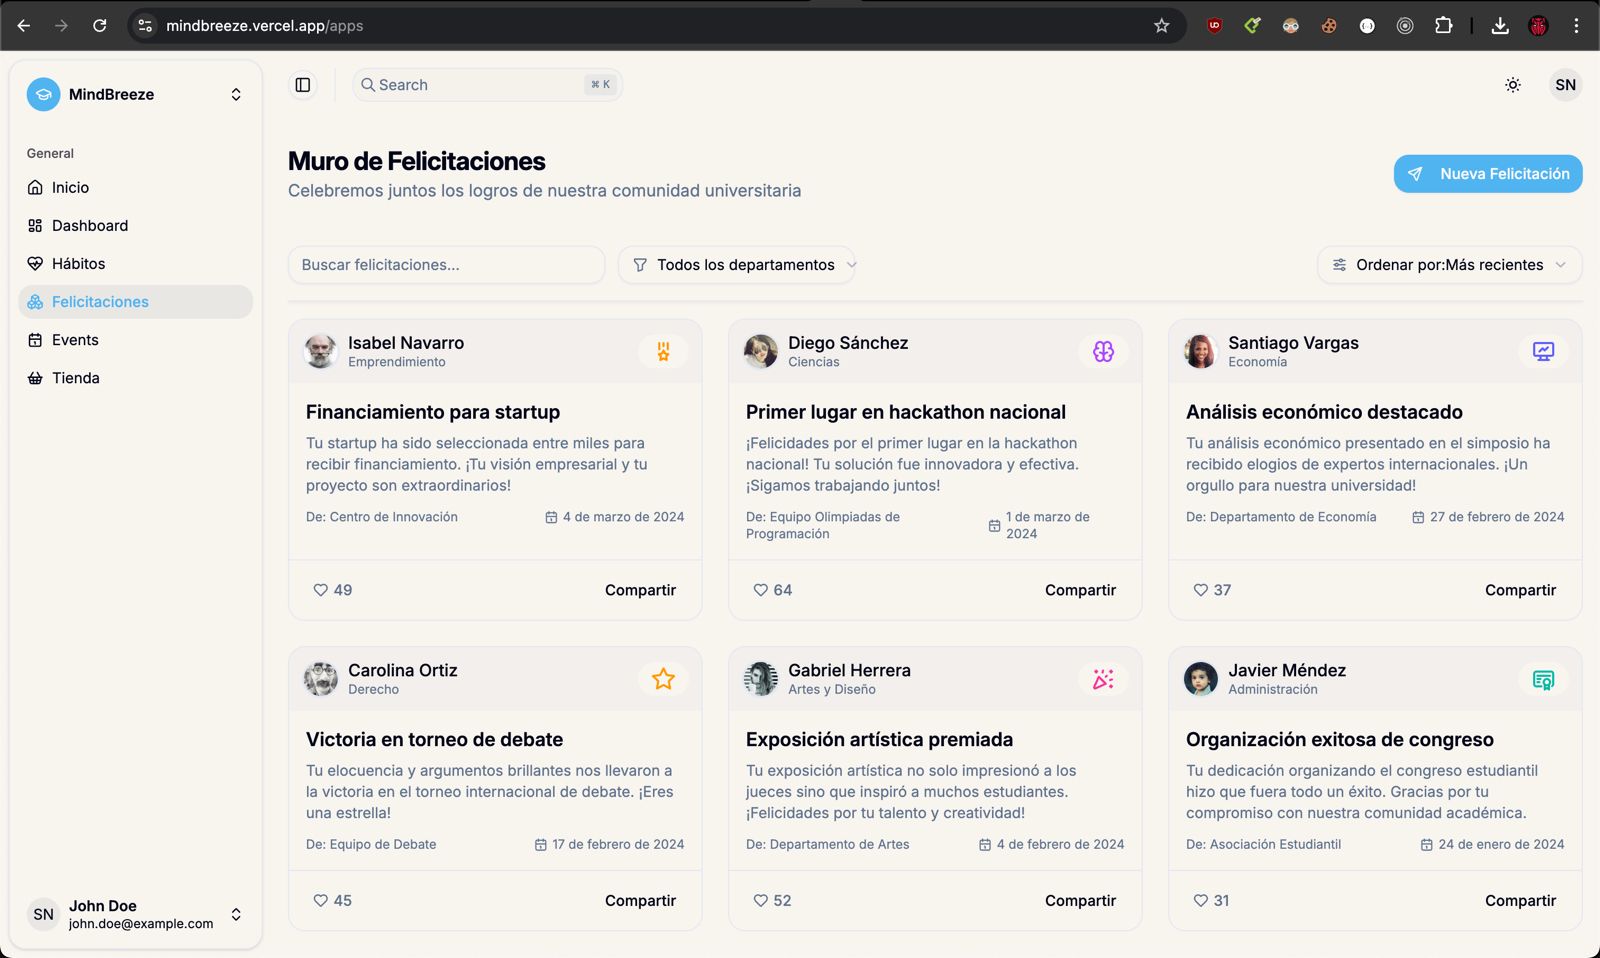 mindbreeze.vercel.app/apps
MindBreeze
Search
⌘ K
SN
General
Inicio
Dashboard
Hábitos
Felicitaciones
Events
Tienda
Muro de Felicitaciones
Celebremos juntos los logros de nuestra comunidad universitaria
Nueva Felicitación
Buscar felicitaciones...
Todos los departamentos
Ordenar por:Más recientes
Isabel Navarro
Emprendimiento
Financiamiento para startup
Tu startup ha sido seleccionada entre miles para
recibir financiamiento. ¡Tu visión empresarial y tu
proyecto son extraordinarios!
De: Centro de Innovación
4 de marzo de 2024
49
Compartir
Diego Sánchez
Ciencias
Primer lugar en hackathon nacional
¡Felicidades por el primer lugar en la hackathon
nacional! Tu solución fue innovadora y efectiva.
¡Sigamos trabajando juntos!
De: Equipo Olimpiadas de
Programación
1 de marzo de
2024
64
Compartir
Santiago Vargas
Economía
Análisis económico destacado
Tu análisis económico presentado en el simposio ha
recibido elogios de expertos internacionales. ¡Un
orgullo para nuestra universidad!
De: Departamento de Economía
27 de febrero de 2024
37
Compartir
Carolina Ortiz
Derecho
Victoria en torneo de debate
Tu elocuencia y argumentos brillantes nos llevaron a
la victoria en el torneo internacional de debate. ¡Eres
una estrella!
De: Equipo de Debate
17 de febrero de 2024
45
Compartir
Gabriel Herrera
Artes y Diseño
Exposición artística premiada
Tu exposición artística no solo impresionó a los
jueces sino que inspiró a muchos estudiantes.
¡Felicidades por tu talento y creatividad!
De: Departamento de Artes
4 de febrero de 2024
52
Compartir
Javier Méndez
Administración
Organización exitosa de congreso
Tu dedicación organizando el congreso estudiantil
hizo que fuera todo un éxito. Gracias por tu
compromiso con nuestra comunidad académica.
De: Asociación Estudiantil
24 de enero de 2024
31
Compartir
SN
John Doe
john.doe@example.com